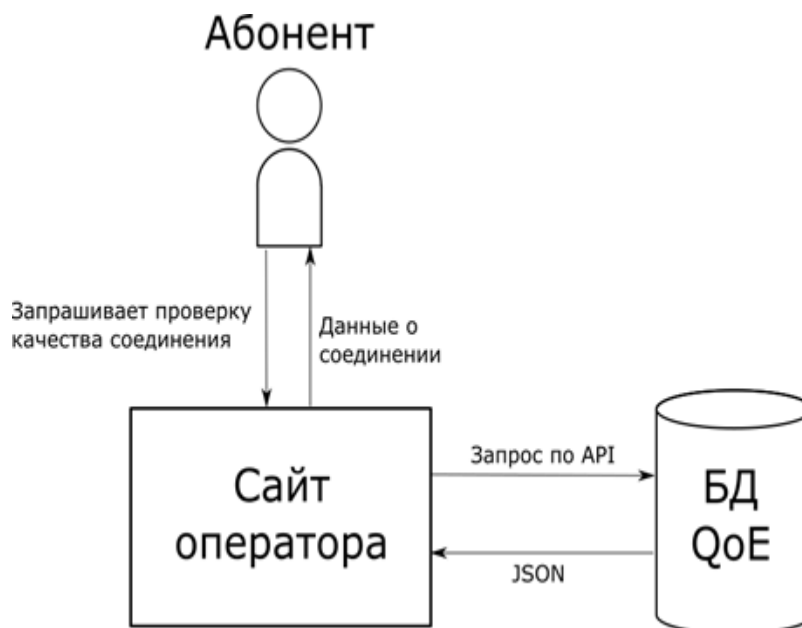 Абонент
Запрашивает проверку
качества соединения
Данные о
соединении
Сайт
оператора
Запрос по API
JSON
БД
QoE